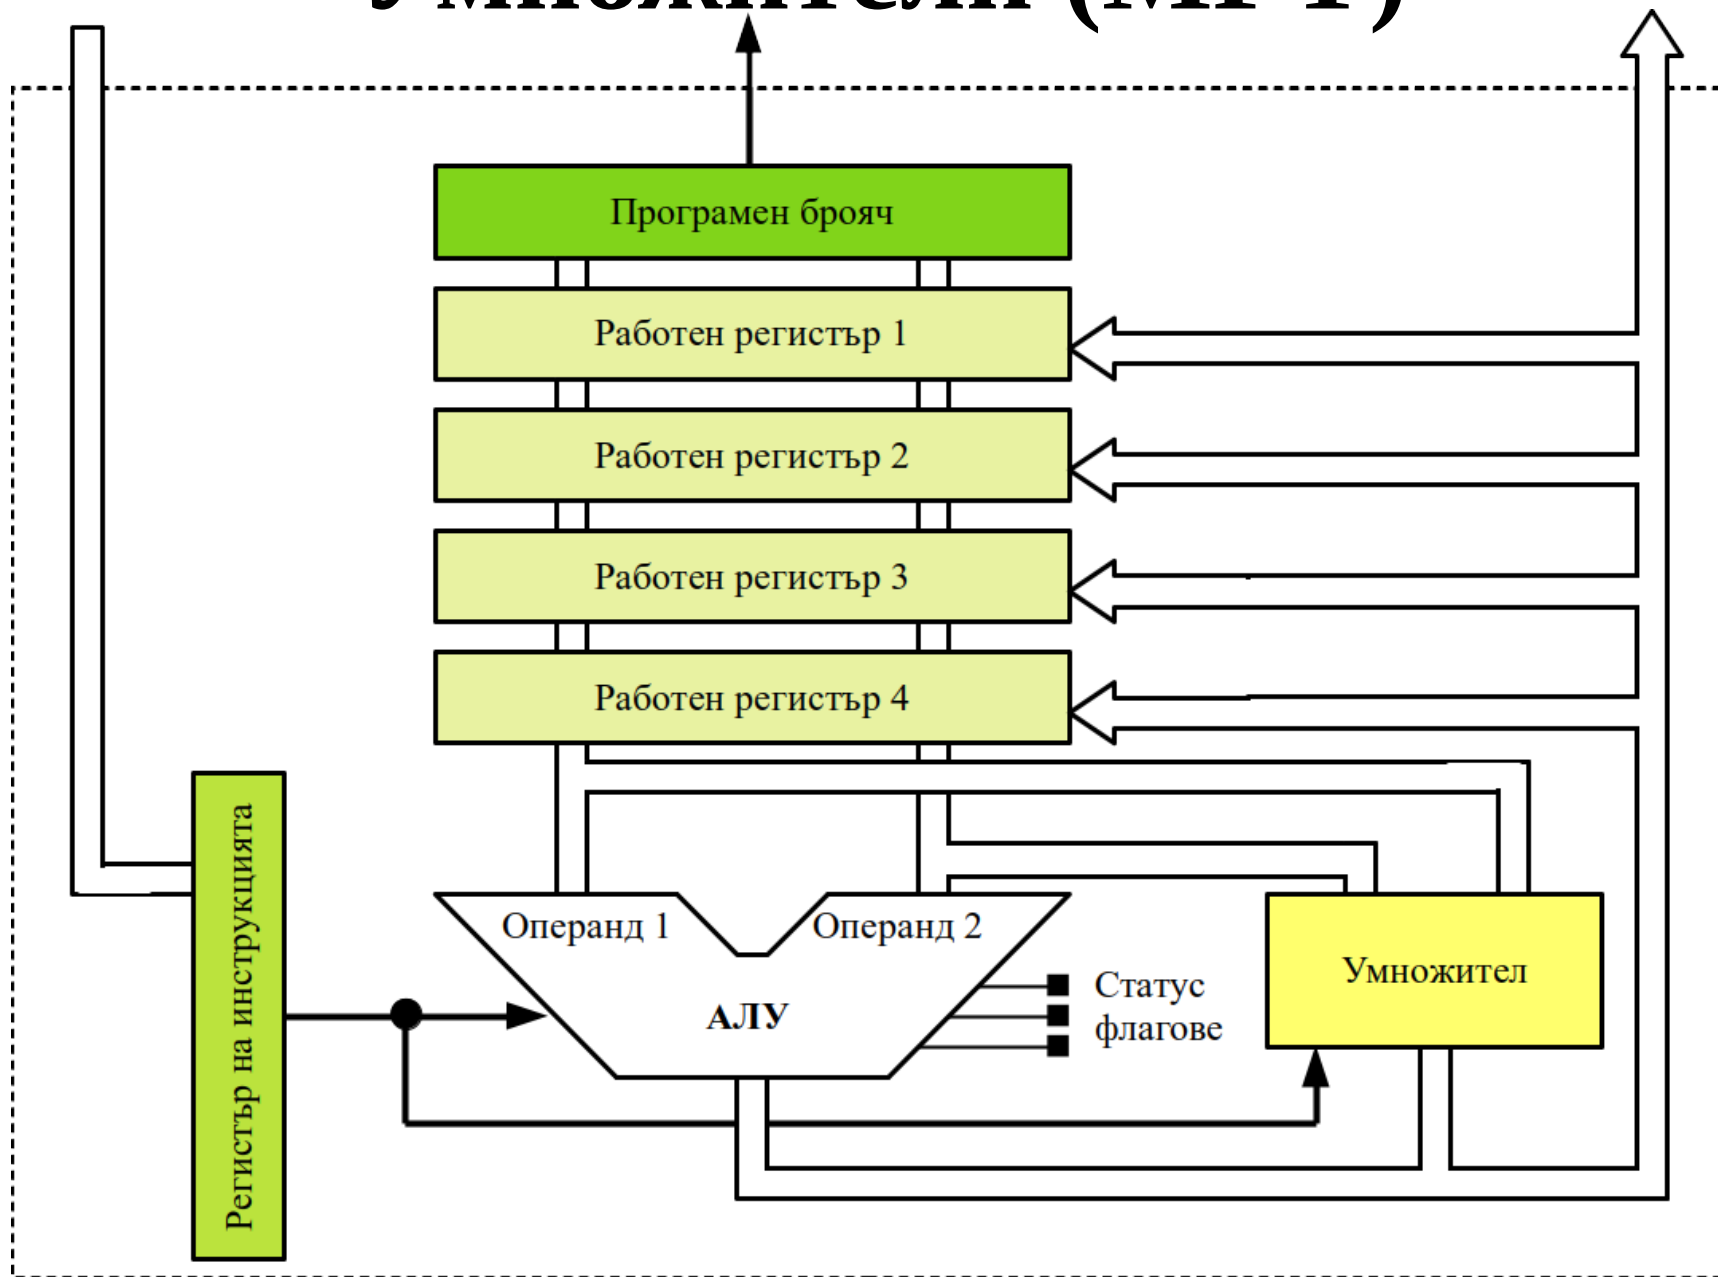 Умножители
Програмен брояч
Работен регистър 1
Работен регистър 2
Работен регистър 3
Работен регистър 4
Регистър на инструкцията
Операнд 1
Операнд 2
АЛУ
Статус
флагове
Умножител